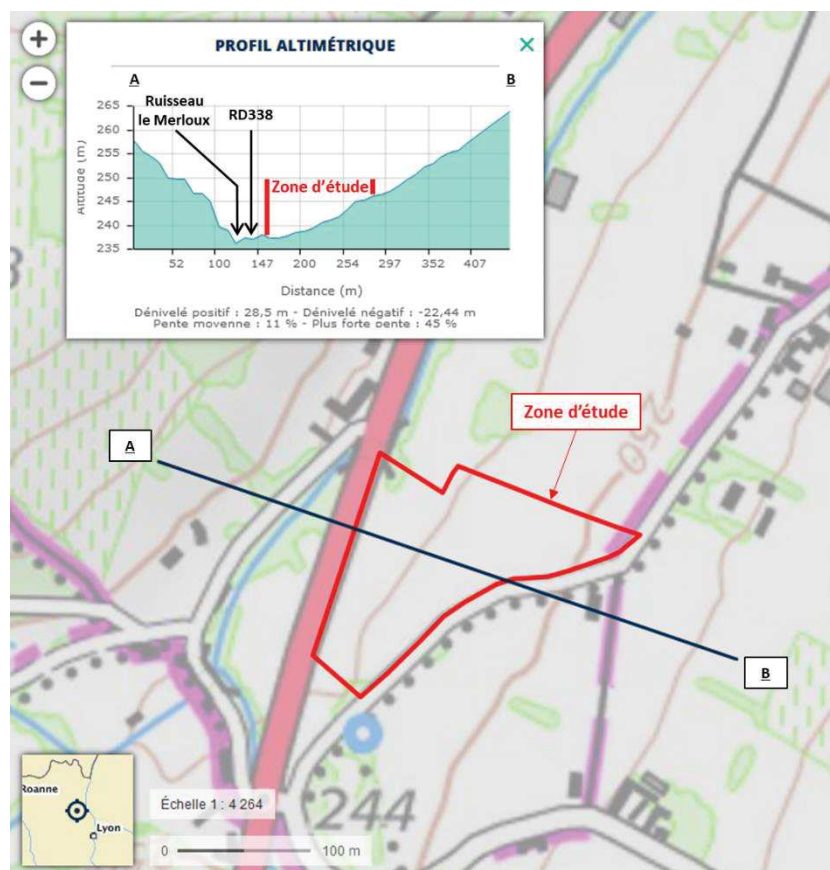 +
−
PROFIL ALTIMÉTRIQUE
×
A
B
Ruisseau
le Merloux
RD338
Zone d'étude
Altitude (m)
265
260
255
250
245
240
235
52
100
147
200
254
297
352
407
Distance (m)
Dénivelé positif : 28,5 m - Dénivelé négatif : -22,44 m
Pente moyenne : 11 % - Plus forte pente : 45 %
Zone d'étude
250
A
B
244
Roanne
Lyon
Échelle 1 : 4 264
0
100 m